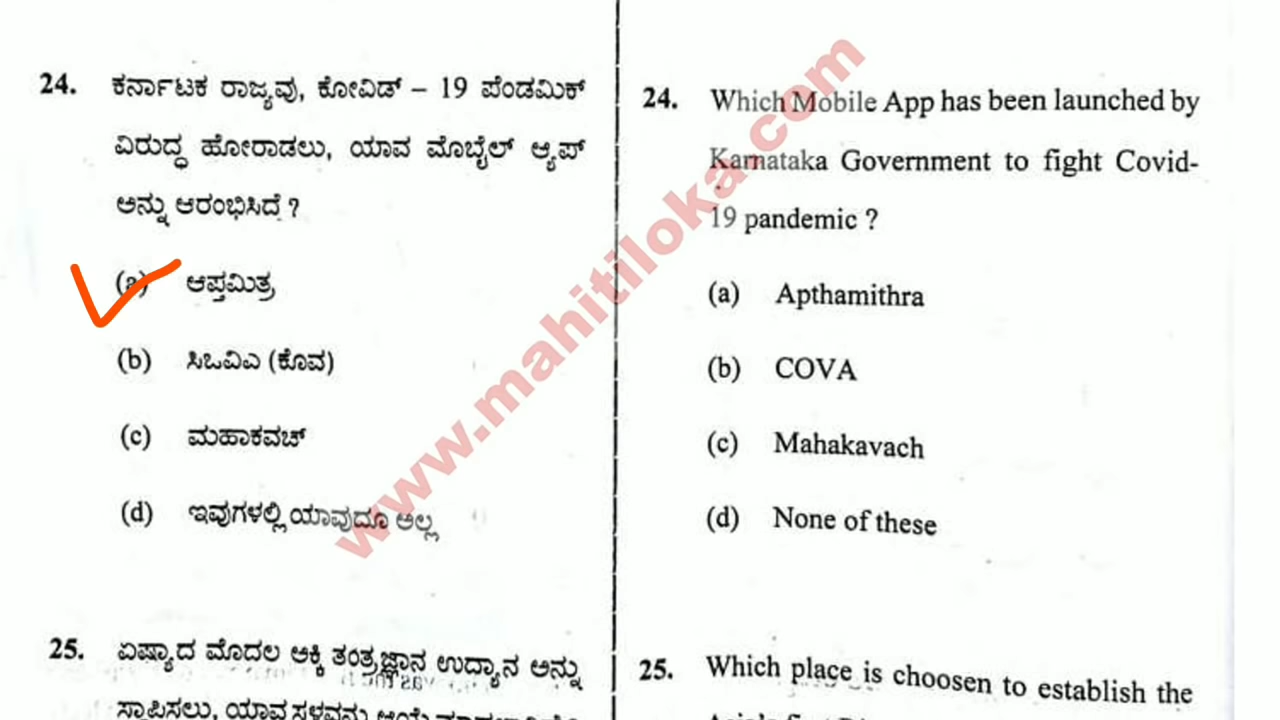 24. ಕರ್ನಾಟಕ ರಾಜ್ಯವು, ಕೋವಿಡ್ – 19 ಪೆಂಡಮಿಕ್
ವಿರುದ್ಧ ಹೋರಾಡಲು, ಯಾವ ಮೊಬೈಲ್ ಆ್ಯಪ್
ಅನ್ನು ಆರಂಭಿಸಿದೆ ?
(a) ಆಪ್ತಮಿತ್ರ
(b) ಸಿಒವಿಎ (ಕೊವ)
(c) ಮಹಾಕವಚ್
(d) ಇವುಗಳಲ್ಲಿ ಯಾವುದೂ ಅಲ್ಲ
25. ಏಷ್ಯಾದ ಮೊದಲ ಅಕ್ಕಿ ತಂತ್ರಜ್ಞಾನ ಉದ್ಯಾನ ಅನ್ನು
ಸ್ಥಾಪಿಸಲು, ಯಾವ ಸ್ಥಳವನ್ನು
24. Which Mobile App has been launched by
Karnataka Government to fight Covid-
19 pandemic ?
(a) Apthamithra
(b) COVA
(c) Mahakavach
(d) None of these
25. Which place is choosen to establish the
www.mahitiloka.com